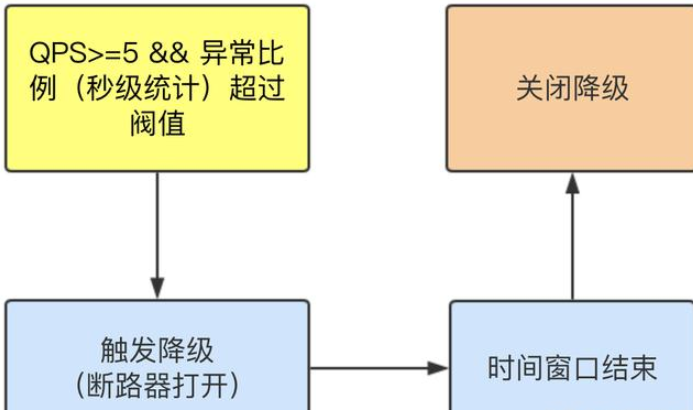 QPS>=5 && 异常比
例（秒级统计）超过
阀值
关闭降级
触发降级
（断路器打开）
时间窗口结束